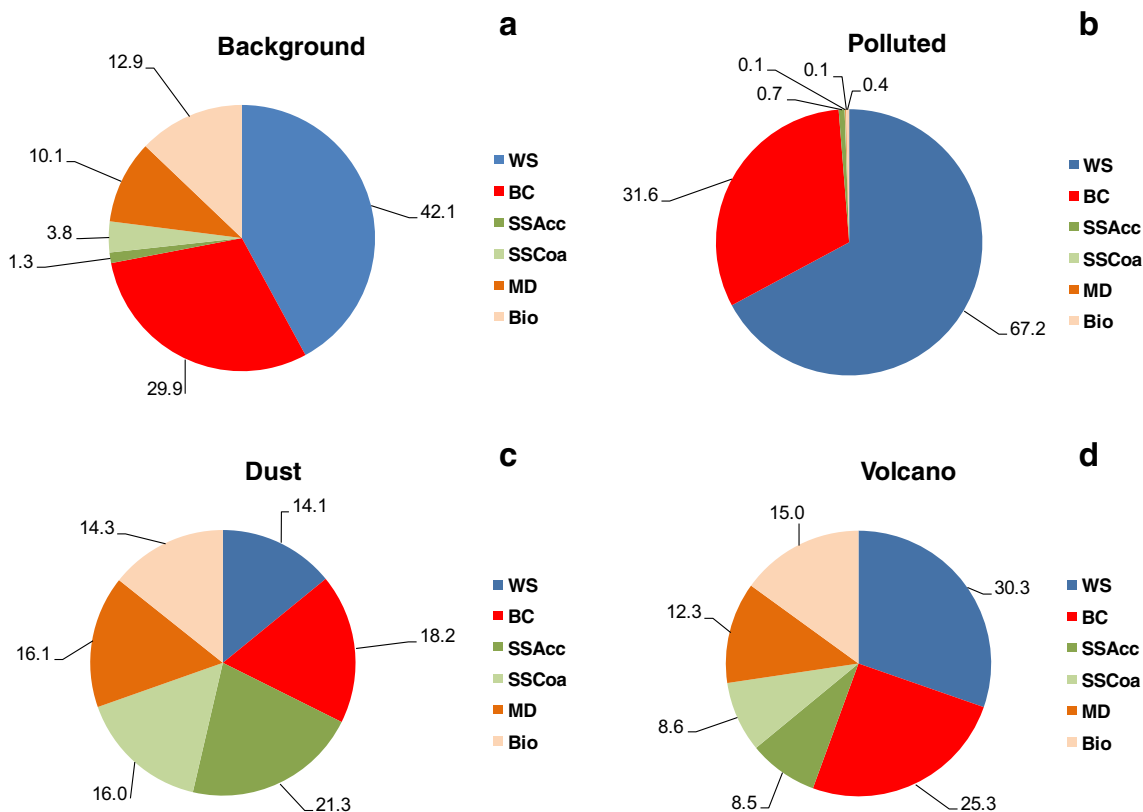 a
Background
12.9
10.1
3.8
1.3
29.9
42.1
WS
BC
SSAcc
SSCoa
MD
Bio
b
Polluted
0.1
0.1
0.7
0.4
31.6
67.2
WS
BC
SSAcc
SSCoa
MD
Bio
c
Dust
14.3
14.1
16.1
18.2
16.0
21.3
WS
BC
SSAcc
SSCoa
MD
Bio
d
Volcano
15.0
30.3
12.3
8.6
8.5
25.3
WS
BC
SSAcc
SSCoa
MD
Bio